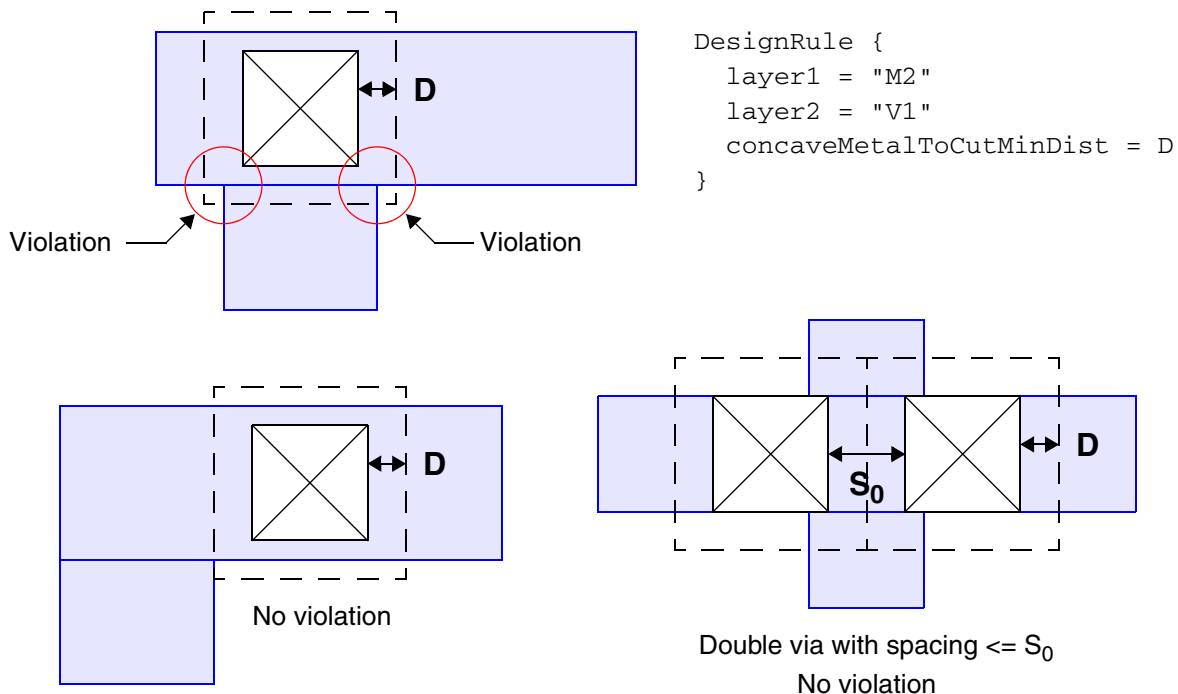 DesignRule {
layer1 = "M2"
layer2 = "V1"
concaveMetalToCutMinDist = D
}
D
Violation
Violation
D
No violation
S0
D
Double via with spacing <= S0
No violation